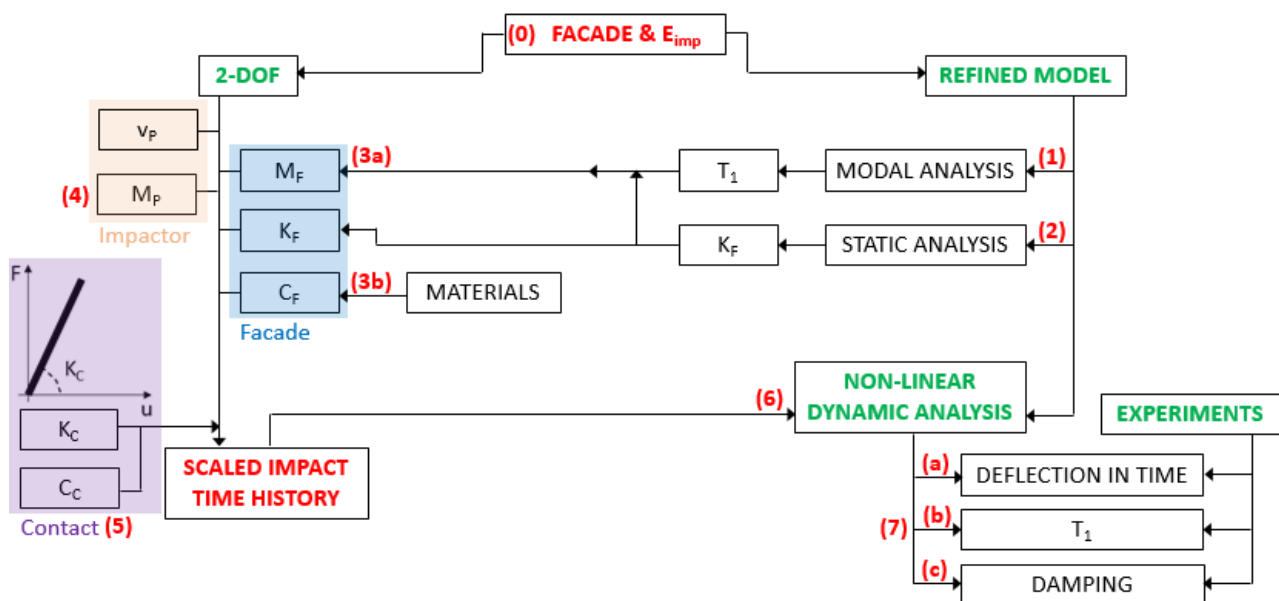 (0) FACADE & E_imp
2-DOF
REFINED MODEL
v_P
(4) M_P
Impactor
M_F (3a)
T_1
MODAL ANALYSIS (1)
K_F
K_F
STATIC ANALYSIS (2)
C_F (3b)
MATERIALS
Facade
F
K_C
u
K_C
C_C
Contact (5)
SCALED IMPACT
TIME HISTORY
(6)
NON-LINEAR
DYNAMIC ANALYSIS
EXPERIMENTS
(7)
(a) DEFLECTION IN TIME
(b) T_1
(c) DAMPING